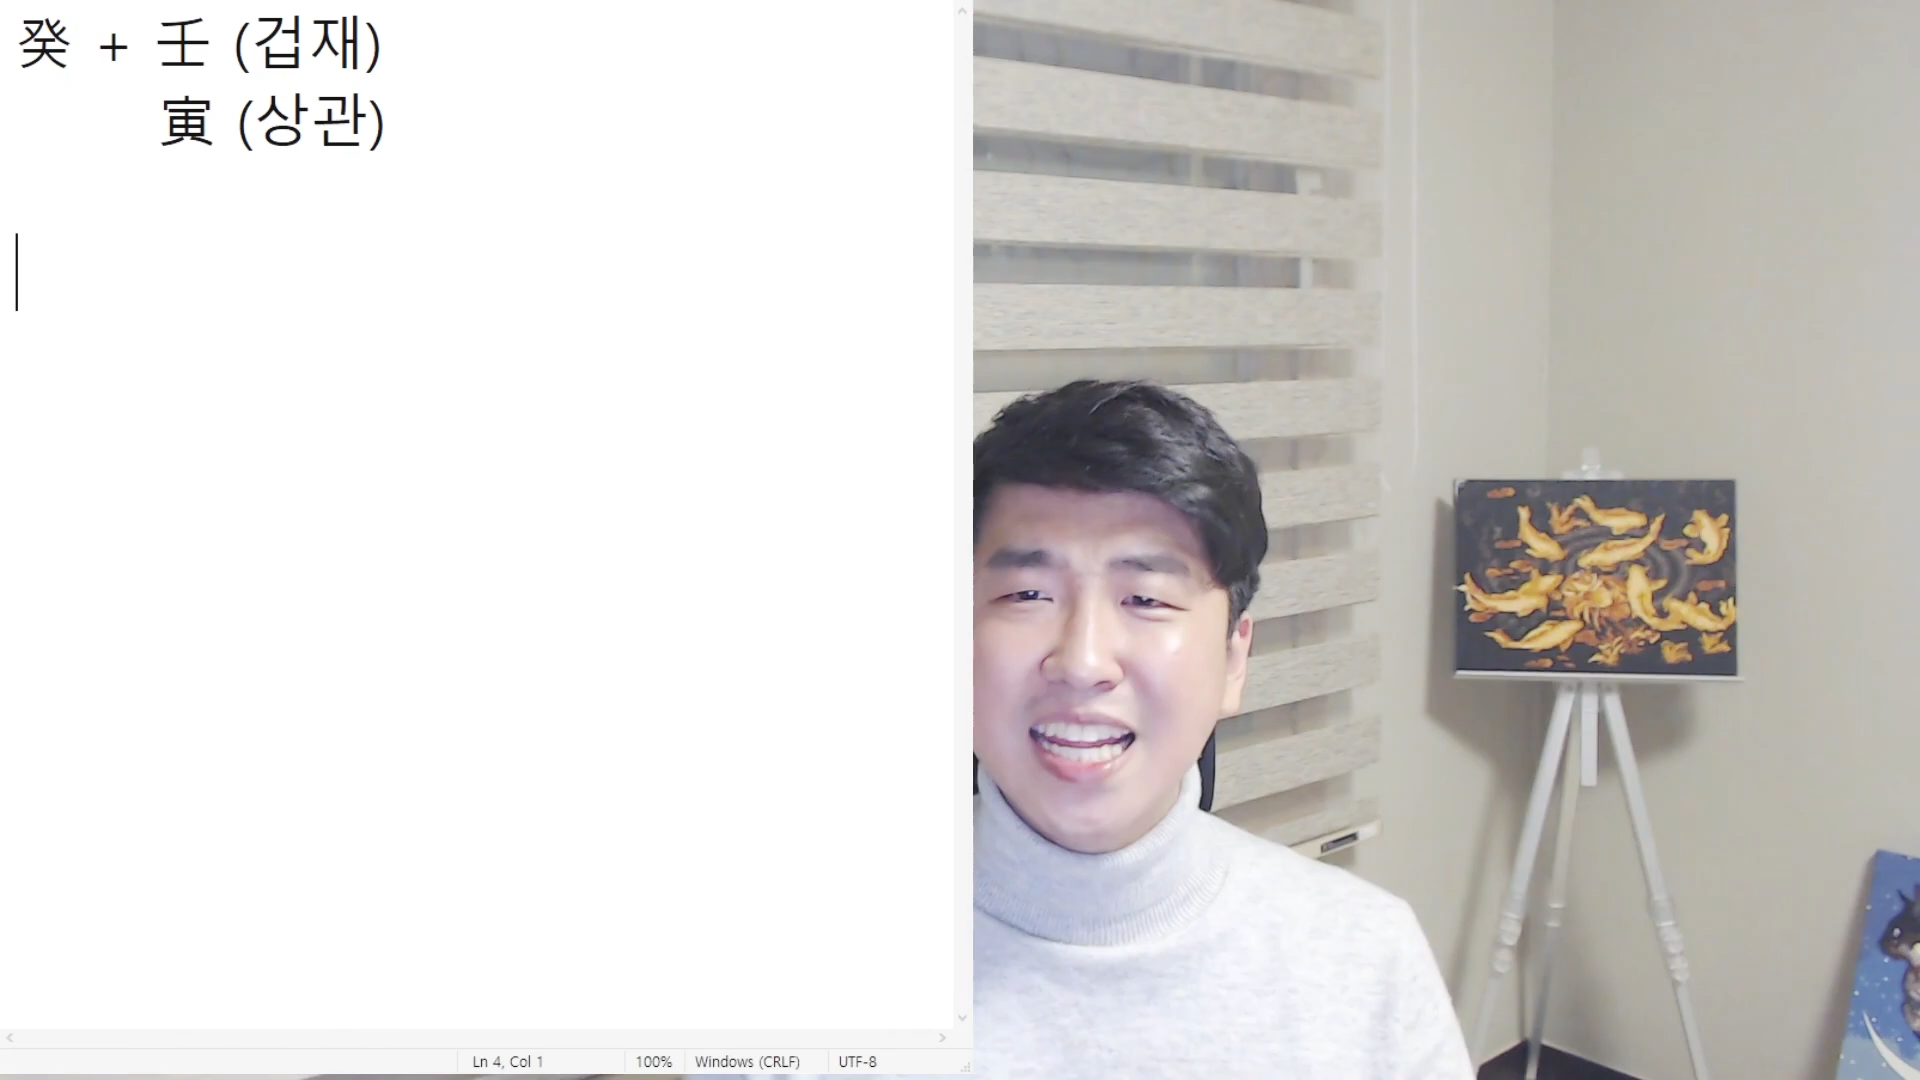 癸 + 壬 (겁재)
寅 (상관)
Ln 4, Col 1 100% Windows (CRLF) UTF-8